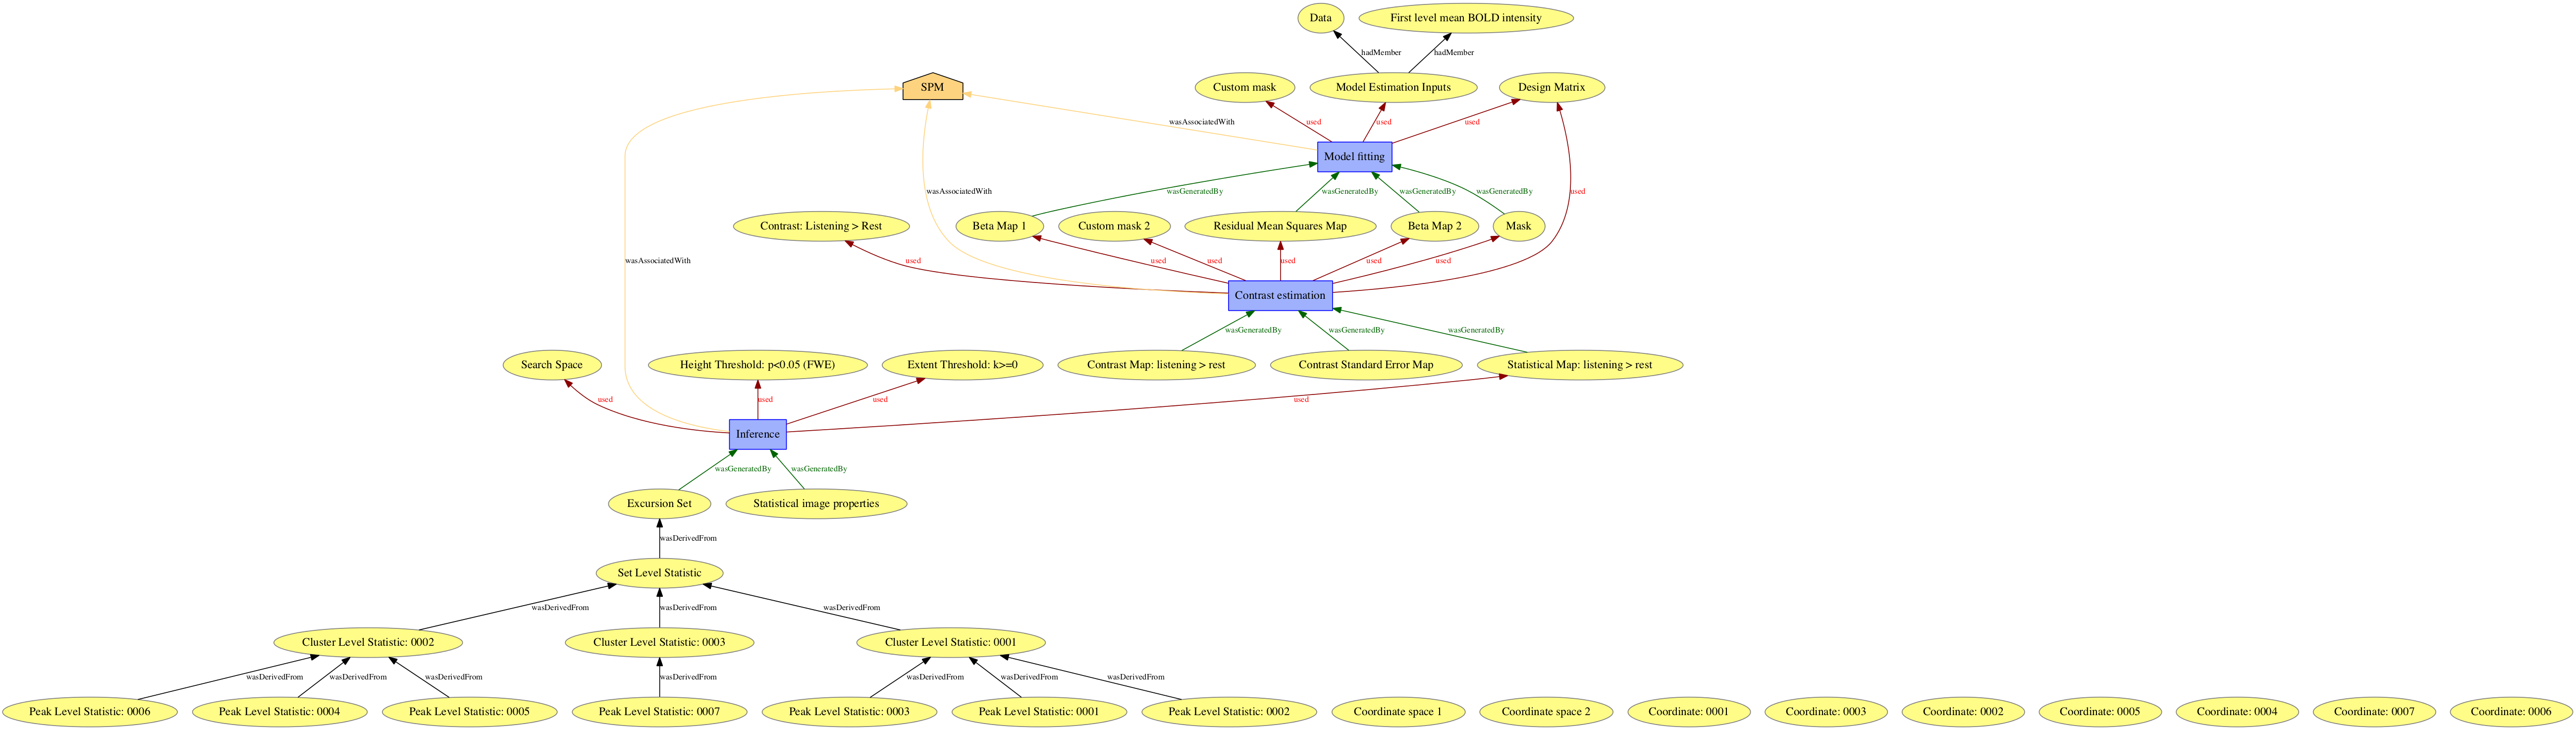 Data
First level mean BOLD intensity
hadMember
hadMember
SPM
Custom mask
Model Estimation Inputs
Design Matrix
wasAssociatedWith
used
used
used
Model fitting
wasAssociatedWith
wasGeneratedBy
wasGeneratedBy
wasGeneratedBy
wasGeneratedBy
used
Contrast: Listening > Rest
Beta Map 1
Custom mask 2
Residual Mean Squares Map
Beta Map 2
Mask
wasAssociatedWith
used
used
used
used
used
used
Contrast estimation
wasGeneratedBy
wasGeneratedBy
wasGeneratedBy
Search Space
Height Threshold: p<0.05 (FWE)
Extent Threshold: k>=0
Contrast Map: listening > rest
Contrast Standard Error Map
Statistical Map: listening > rest
used
used
used
used
Inference
wasGeneratedBy
wasGeneratedBy
Excursion Set
Statistical image properties
wasDerivedFrom
Set Level Statistic
wasDerivedFrom
wasDerivedFrom
wasDerivedFrom
Cluster Level Statistic: 0002
Cluster Level Statistic: 0003
Cluster Level Statistic: 0001
wasDerivedFrom
wasDerivedFrom
wasDerivedFrom
wasDerivedFrom
wasDerivedFrom
wasDerivedFrom
wasDerivedFrom
Peak Level Statistic: 0006
Peak Level Statistic: 0004
Peak Level Statistic: 0005
Peak Level Statistic: 0007
Peak Level Statistic: 0003
Peak Level Statistic: 0001
Peak Level Statistic: 0002
Coordinate space 1
Coordinate space 2
Coordinate: 0001
Coordinate: 0003
Coordinate: 0002
Coordinate: 0005
Coordinate: 0004
Coordinate: 0007
Coordinate: 0006